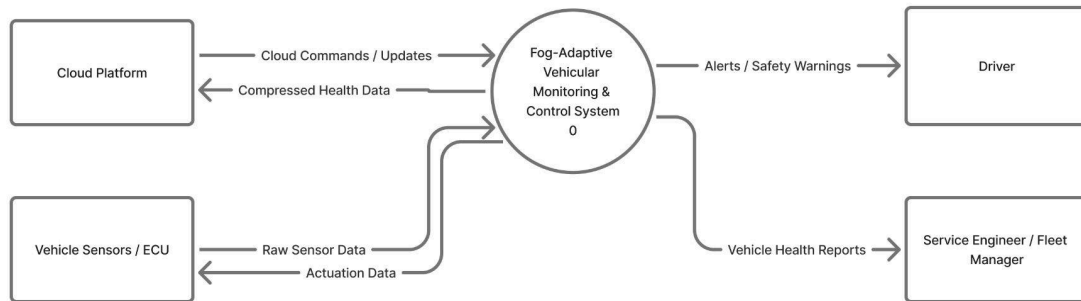 Cloud Platform
Cloud Commands / Updates
Compressed Health Data
Fog-Adaptive
Vehicular
Monitoring &
Control System
0
Alerts / Safety Warnings
Driver
Vehicle Sensors / ECU
Raw Sensor Data
Actuation Data
Vehicle Health Reports
Service Engineer / Fleet
Manager